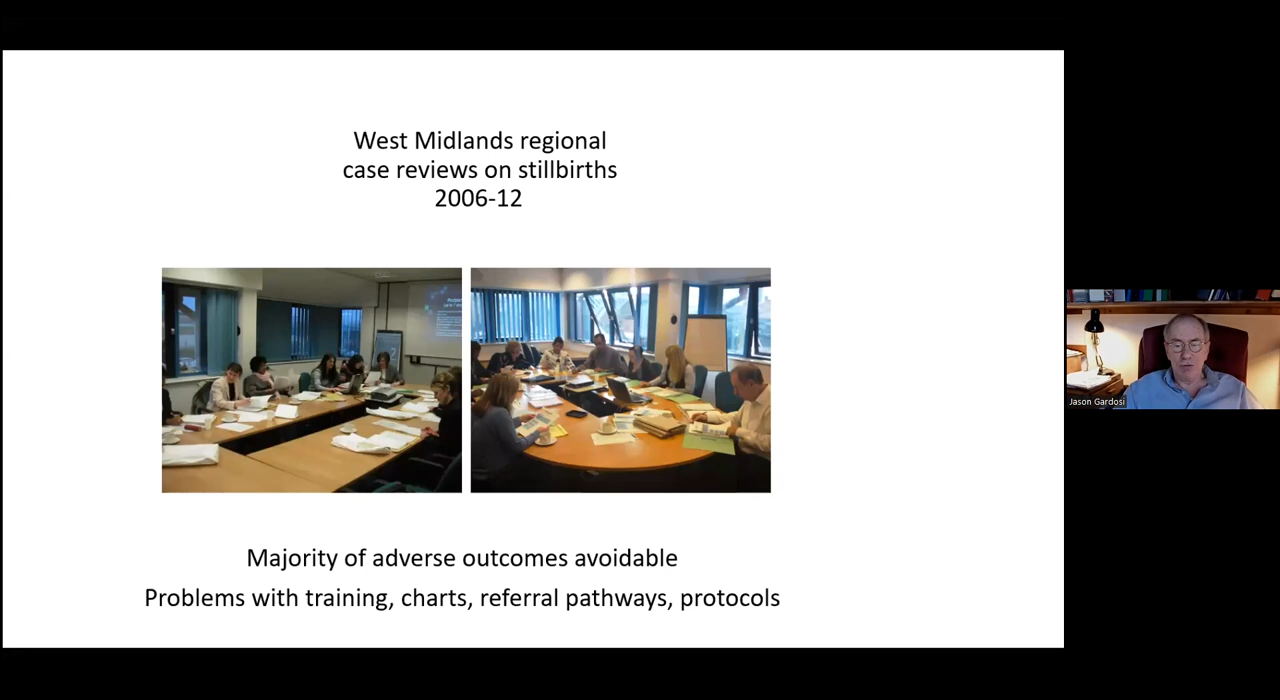 West Midlands regional
case reviews on stillbirths
2006-12
Majority of adverse outcomes avoidable
Problems with training, charts, referral pathways, protocols
Jason Gardosi